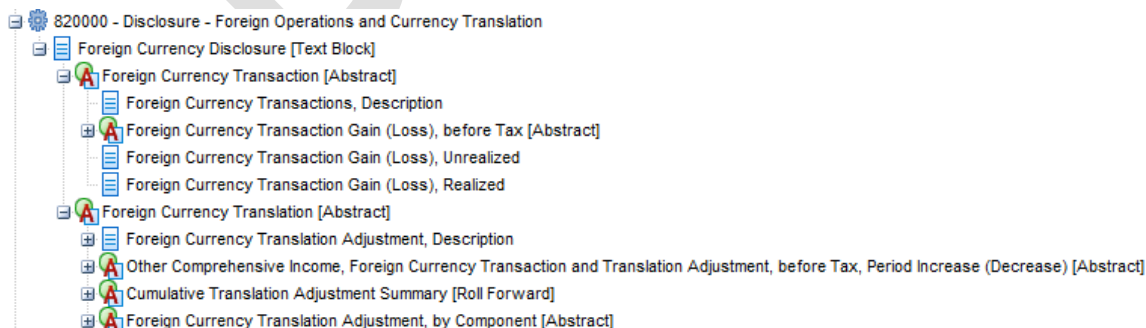 820000 - Disclosure - Foreign Operations and Currency Translation
Foreign Currency Disclosure [Text Block]
Foreign Currency Transaction [Abstract]
Foreign Currency Transactions, Description
Foreign Currency Transaction Gain (Loss), before Tax [Abstract]
Foreign Currency Transaction Gain (Loss), Unrealized
Foreign Currency Transaction Gain (Loss), Realized
Foreign Currency Translation [Abstract]
Foreign Currency Translation Adjustment, Description
Other Comprehensive Income, Foreign Currency Transaction and Translation Adjustment, before Tax, Period Increase (Decrease) [Abstract]
Cumulative Translation Adjustment Summary [Roll Forward]
Foreign Currency Translation Adjustment, by Component [Abstract]